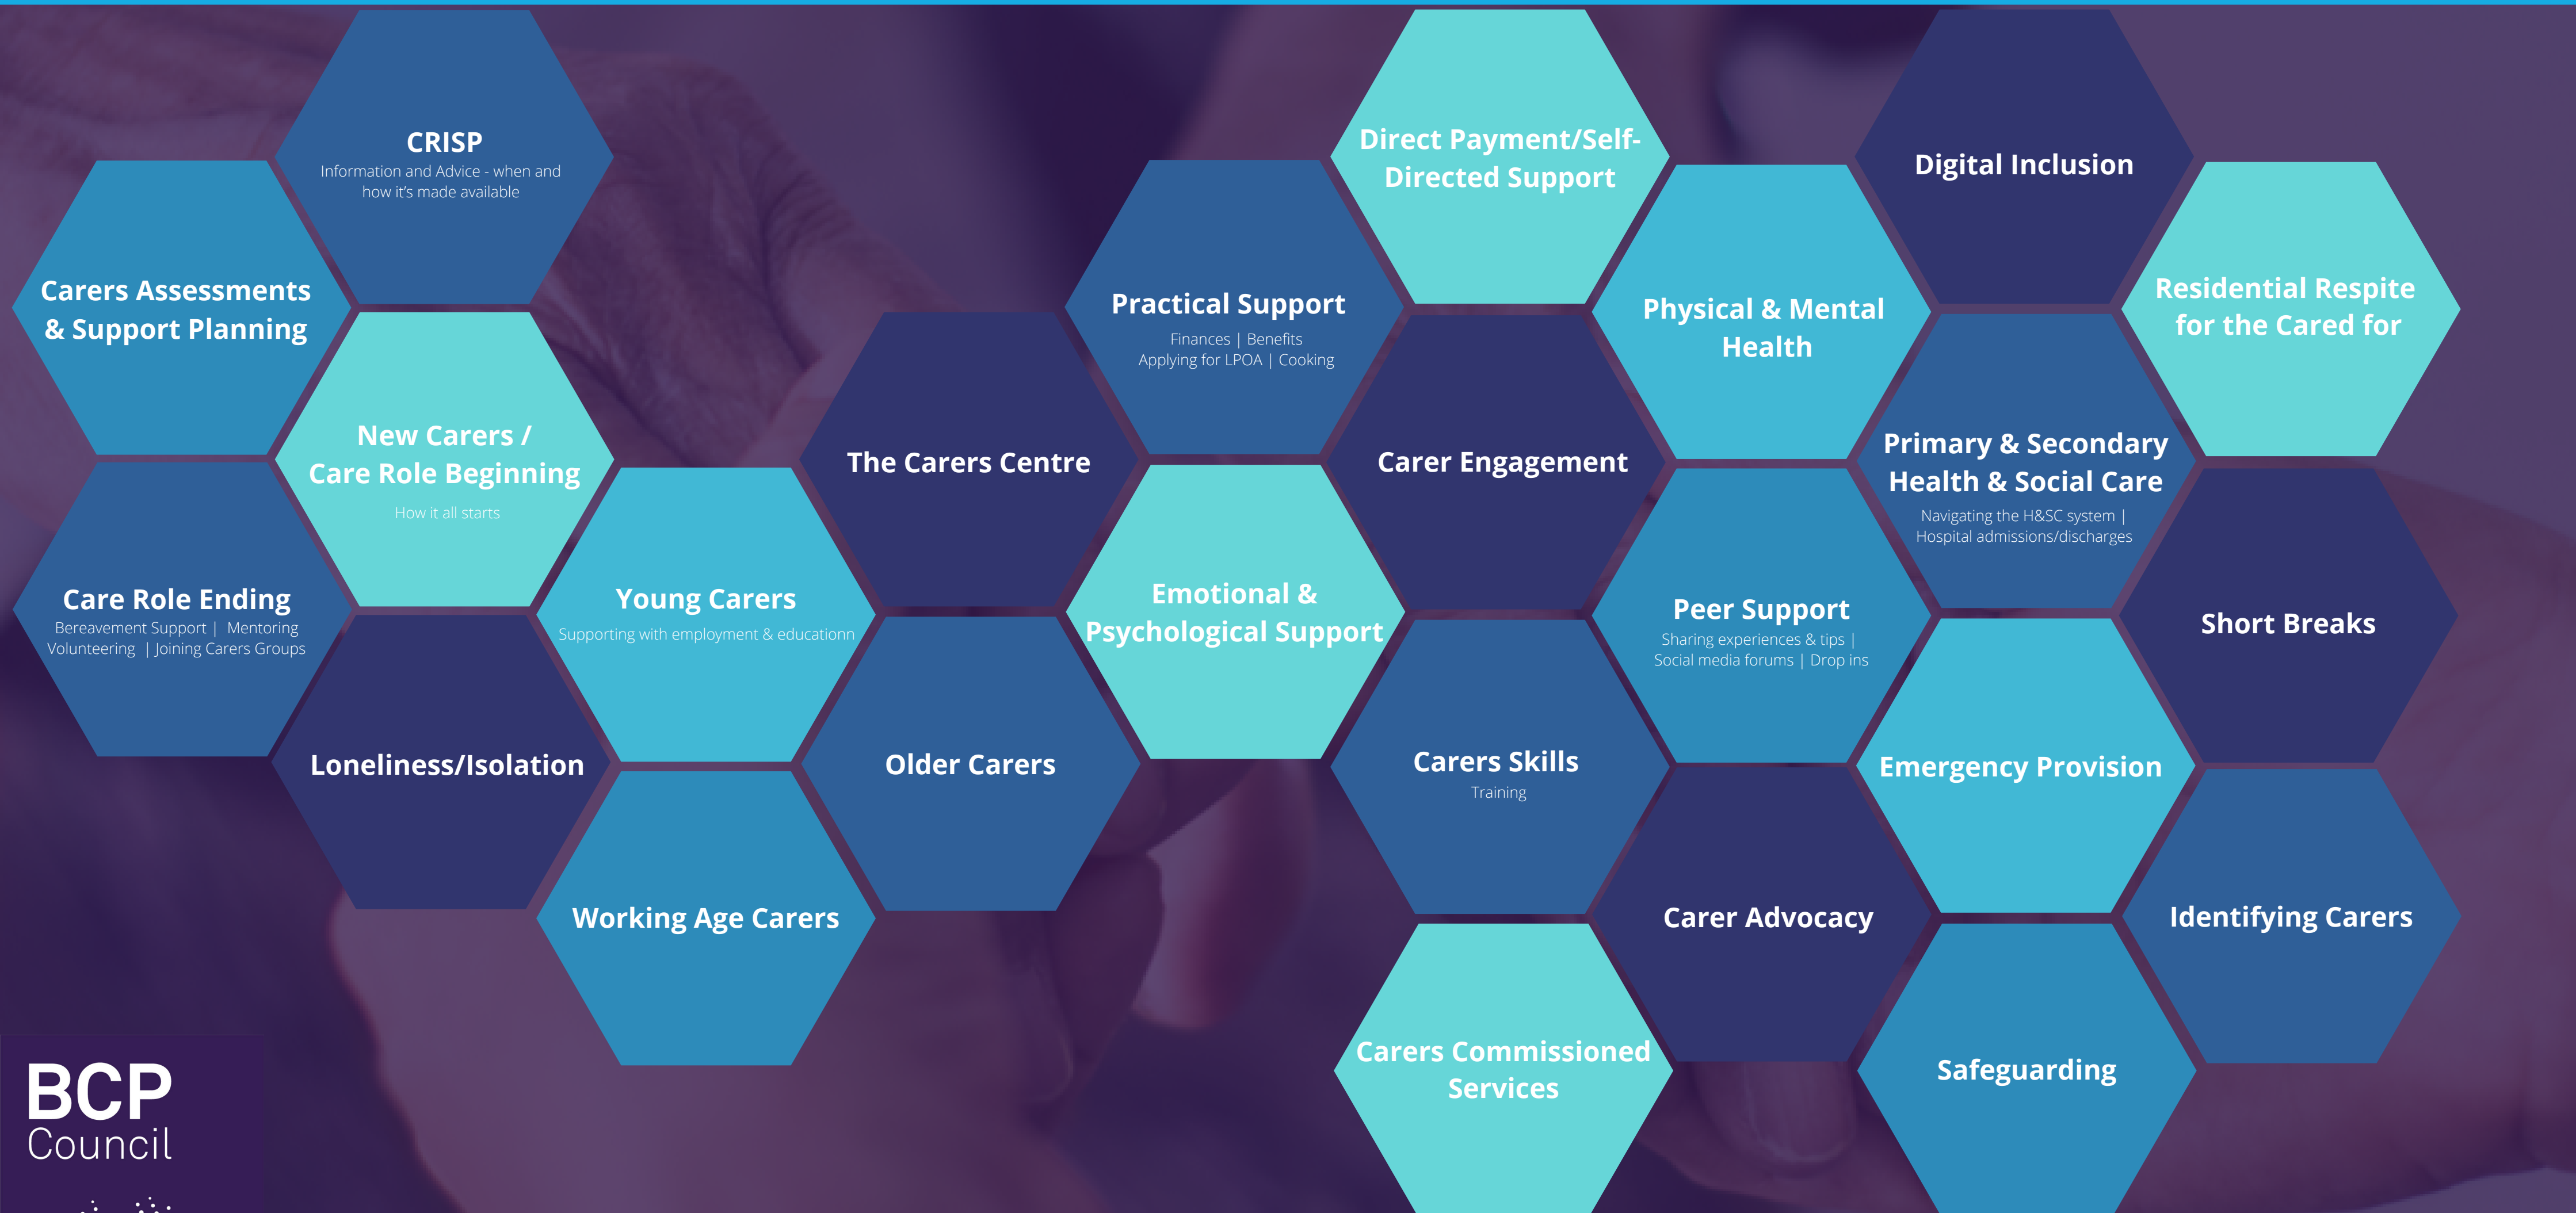 CRISP
Information and Advice - when and
how it's made available
Carers Assessments
& Support Planning
New Carers /
Care Role Beginning
How it all starts
Care Role Ending
Bereavement Support | Mentoring
Volunteering | Joining Carers Groups
Loneliness/Isolation
Young Carers
Supporting with employment & educationn
Working Age Carers
The Carers Centre
Older Carers
Practical Support
Finances | Benefits
Applying for LPOA | Cooking
Emotional &
Psychological Support
Direct Payment/Self-
Directed Support
Carer Engagement
Carers Skills
Training
Carers Commissioned
Services
Physical & Mental
Health
Peer Support
Sharing experiences & tips |
Social media forums | Drop ins
Carer Advocacy
Digital Inclusion
Primary & Secondary
Health & Social Care
Navigating the H&SC system |
Hospital admissions/discharges
Emergency Provision
Safeguarding
Residential Respite
for the Cared for
Short Breaks
Identifying Carers
BCP
Council